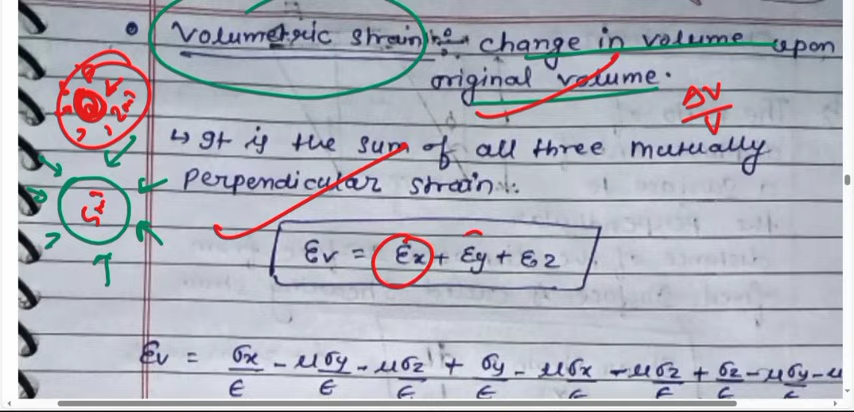 • Volumetric strain :- change in volume upon
original volume.
ΔV/V
↳ It is the sum of all three mutually
perpendicular strain.
εv = εx + εy + εz
εv = σx/E - μσy/E - μσz/E + σy/E - μσx/E - μσz/E + σz - μσy - μ